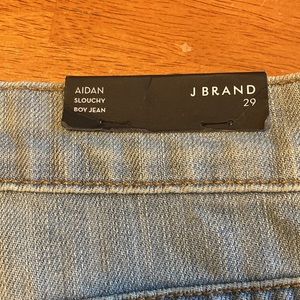 AIDAN
SLOUCHY
BOY JEAN
J BRAND
29